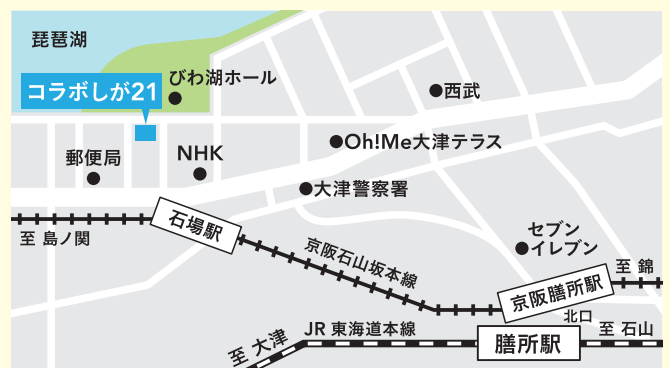 琵琶湖
コラボしが21
びわ湖ホール
西武
Oh!Me大津テラス
郵便局
NHK
大津警察署
石場駅
至 島ノ関
京阪石山坂本線
セブン
イレブン
至 錦
京阪膳所駅
北口
至 大津
JR 東海道本線
膳所駅
至 石山